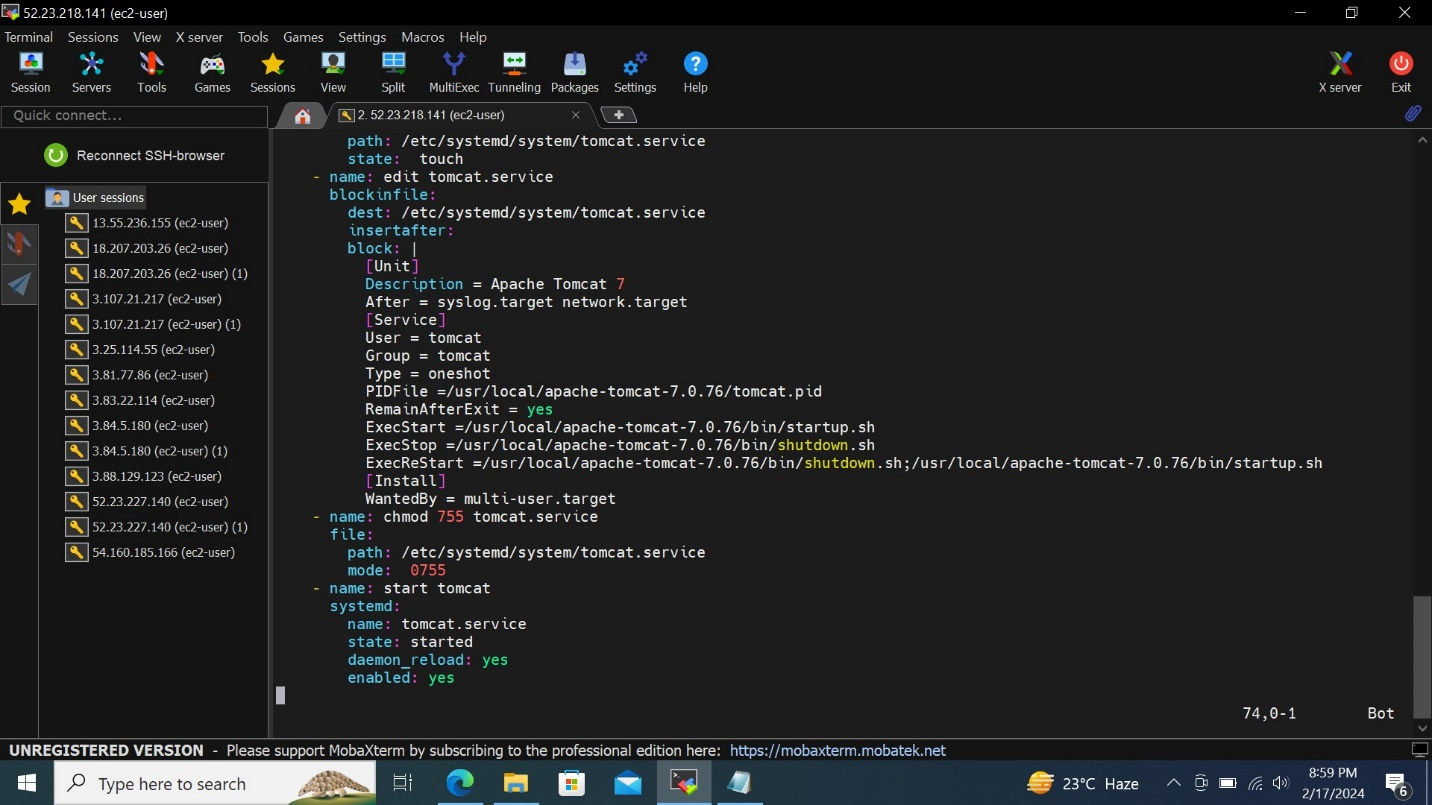 52.23.218.141 (ec2-user)
Terminal Sessions View X server Tools Games Settings Macros Help
Session Servers Tools Games Sessions View Split MultiExec Tunneling Packages Settings Help X server Exit
Quick connect...
2. 52.23.218.141 (ec2-user)
Reconnect SSH-browser
User sessions
13.55.236.155 (ec2-user)
18.207.203.26 (ec2-user)
18.207.203.26 (ec2-user) (1)
3.107.21.217 (ec2-user)
3.107.21.217 (ec2-user) (1)
3.25.114.55 (ec2-user)
3.81.77.86 (ec2-user)
3.83.22.114 (ec2-user)
3.84.5.180 (ec2-user)
3.84.5.180 (ec2-user) (1)
3.88.129.123 (ec2-user)
52.23.227.140 (ec2-user)
52.23.227.140 (ec2-user) (1)
54.160.185.166 (ec2-user)
path: /etc/systemd/system/tomcat.service
state:  touch
- name: edit tomcat.service
blockinfile:
dest: /etc/systemd/system/tomcat.service
insertafter:
block: |
[Unit]
Description = Apache Tomcat 7
After = syslog.target network.target
[Service]
User = tomcat
Group = tomcat
Type = oneshot
PIDFile =/usr/local/apache-tomcat-7.0.76/tomcat.pid
RemainAfterExit = yes
ExecStart =/usr/local/apache-tomcat-7.0.76/bin/startup.sh
ExecStop =/usr/local/apache-tomcat-7.0.76/bin/shutdown.sh
ExecReStart =/usr/local/apache-tomcat-7.0.76/bin/shutdown.sh;/usr/local/apache-tomcat-7.0.76/bin/startup.sh
[Install]
WantedBy = multi-user.target
- name: chmod 755 tomcat.service
file:
path: /etc/systemd/system/tomcat.service
mode:  0755
- name: start tomcat
systemd:
name: tomcat.service
state: started
daemon_reload: yes
enabled: yes
74,0-1 Bot
UNREGISTERED VERSION - Please support MobaXterm by subscribing to the professional edition here: https://mobaxterm.mobatek.net
Type here to search
23°C Haze
8:59 PM
2/17/2024
6